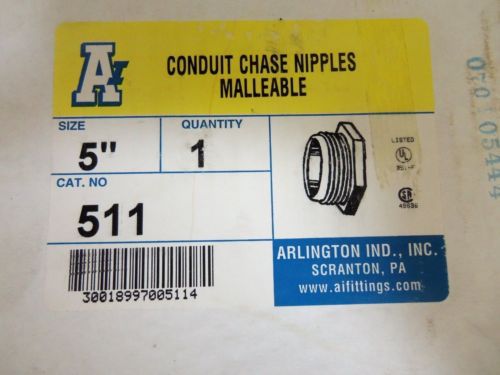 AI
CONDUIT CHASE NIPPLES
MALLEABLE
SIZE
5"
QUANTITY
1
CAT. NO
511
LISTED
UL
30018997005114
ARLINGTON IND., INC.
SCRANTON, PA
www.aifittings.com